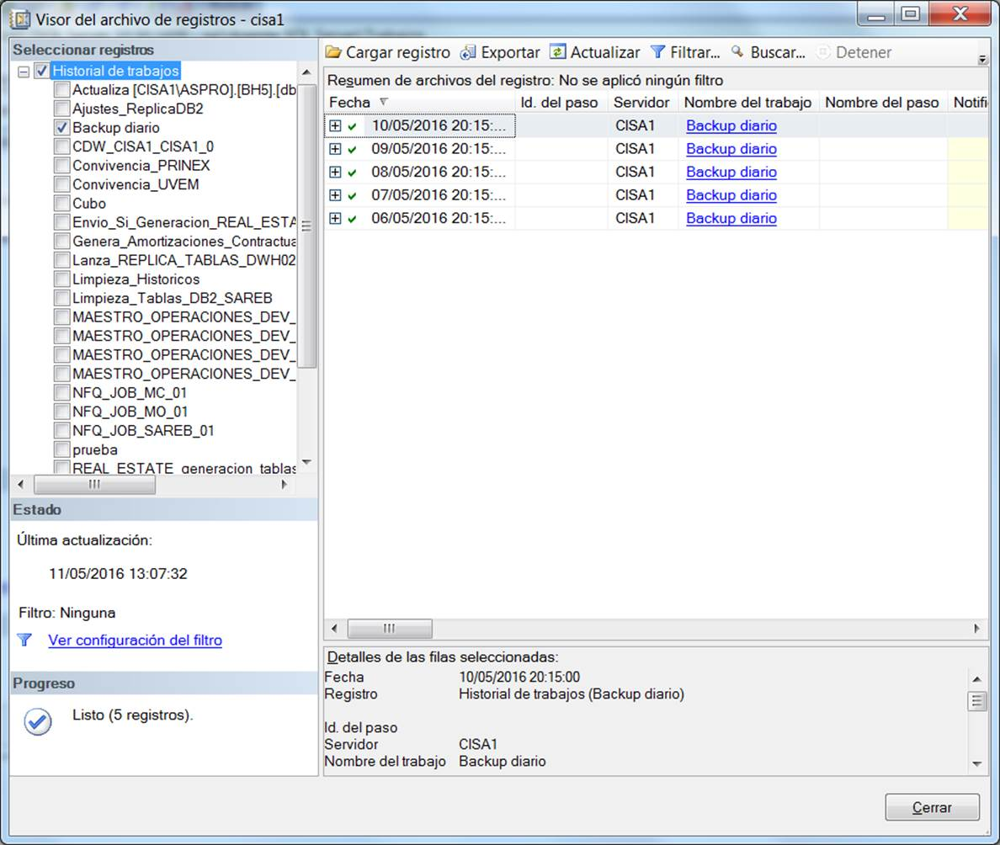 Visor del archivo de registros - cisa1
Seleccionar registros
Historial de trabajos
Actualiza [CISA1\ASPRO].[BH5].[db
Ajustes_ReplicaDB2
Backup diario
CDW_CISA1_CISA1_0
Convivencia_PRINEX
Convivencia_UVEM
Cubo
Envio_Si_Generacion_REAL_ESTA
Genera_Amortizaciones_Contractua
Lanza_REPLICA_TABLAS_DWH02
Limpieza_Historicos
Limpieza_Tablas_DB2_SAREB
MAESTRO_OPERACIONES_DEV_
MAESTRO_OPERACIONES_DEV_
MAESTRO_OPERACIONES_DEV_
MAESTRO_OPERACIONES_DEV_
NFQ_JOB_MC_01
NFQ_JOB_MO_01
NFQ_JOB_SAREB_01
prueba
REAL_ESTATE_generacion_tablas
Estado
Última actualización:
11/05/2016 13:07:32
Filtro: Ninguna
Ver configuración del filtro
Progreso
Listo (5 registros).
Cargar registro Exportar Actualizar Filtrar... Buscar... Detener
Resumen de archivos del registro: No se aplicó ningún filtro
Fecha Id. del paso Servidor Nombre del trabajo Nombre del paso Notifi
10/05/2016 20:15:... CISA1 Backup diario
09/05/2016 20:15:... CISA1 Backup diario
08/05/2016 20:15:... CISA1 Backup diario
07/05/2016 20:15:... CISA1 Backup diario
06/05/2016 20:15:... CISA1 Backup diario
Detalles de las filas seleccionadas:
Fecha 10/05/2016 20:15:00
Registro Historial de trabajos (Backup diario)
Id. del paso
Servidor CISA1
Nombre del trabajo Backup diario
Cerrar